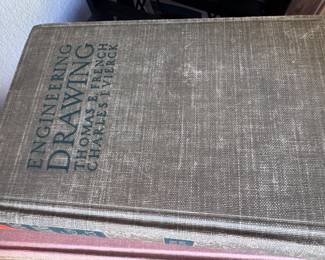 ENGINEERING
DRAWING
THOMAS E. FRENCH
CHARLES J. VIERCK